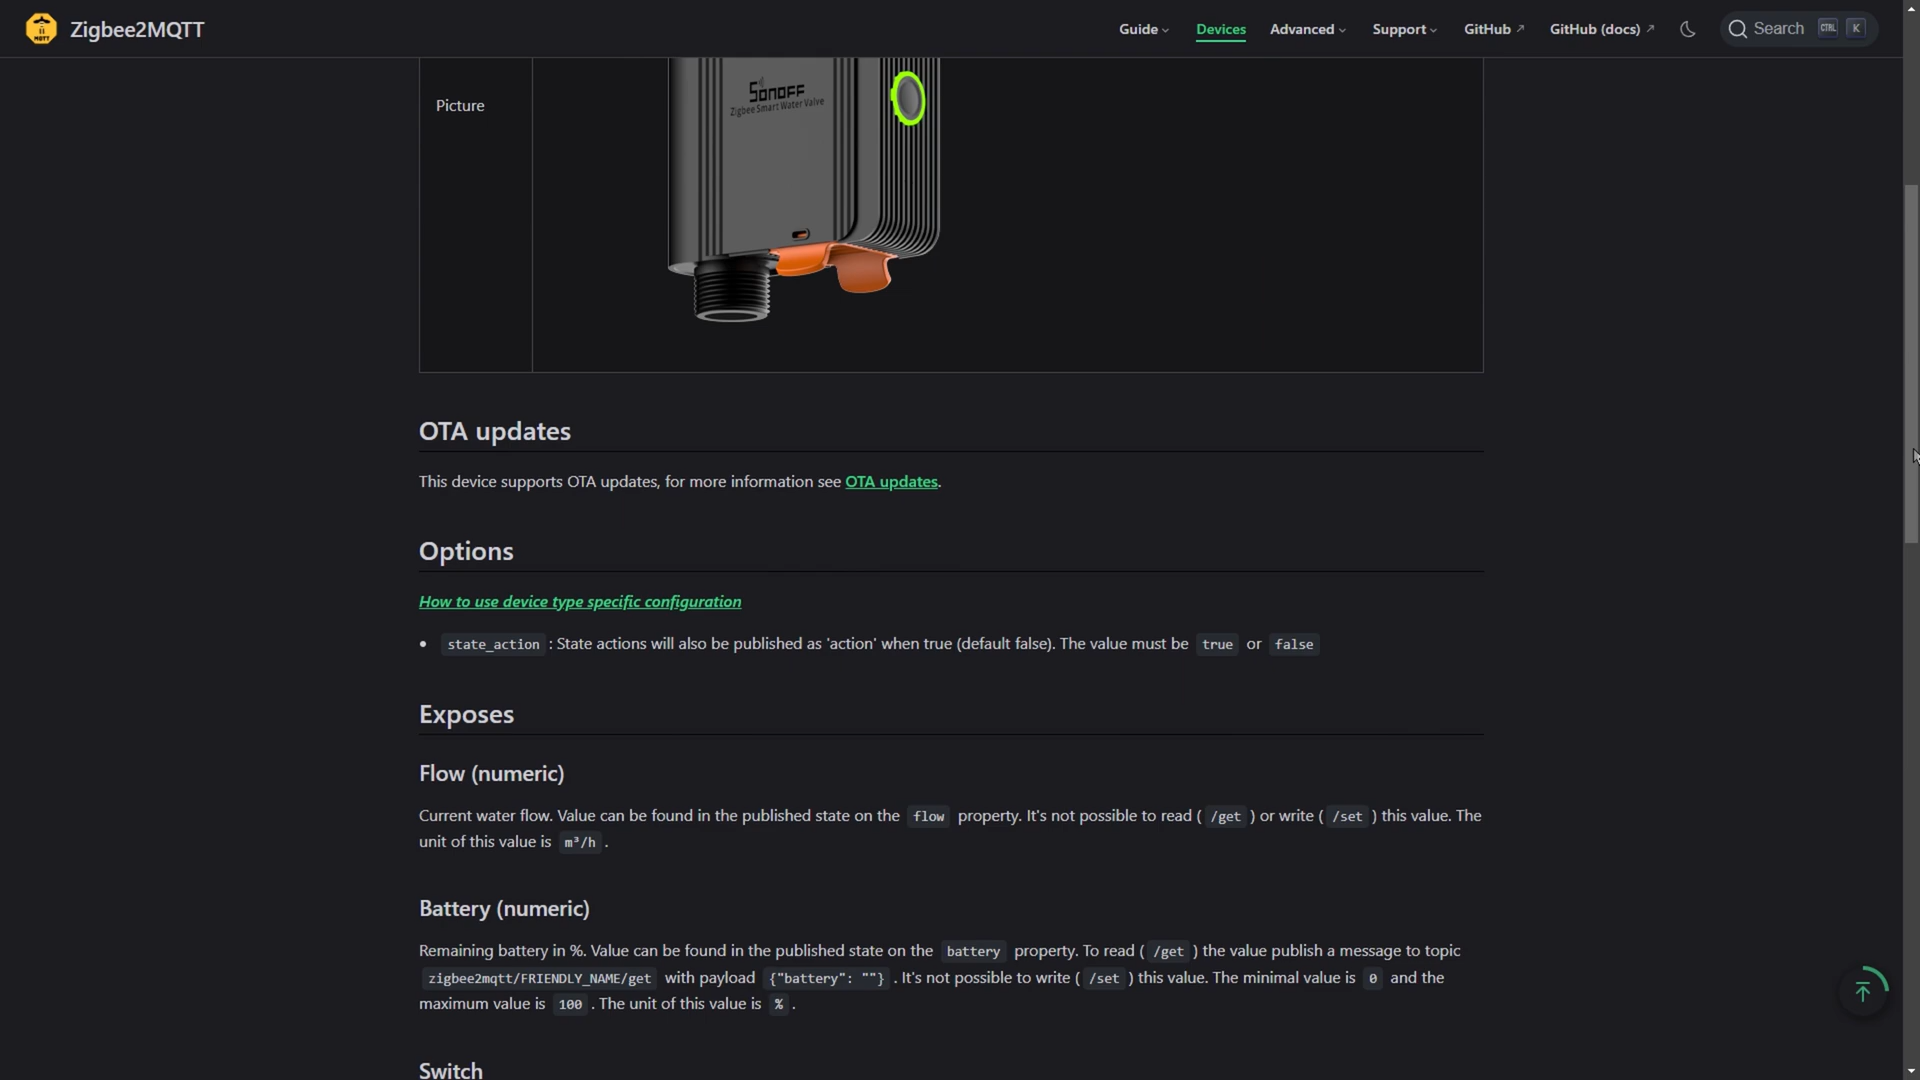 Zigbee2MQTT
Guide
Devices
Advanced
Support
GitHub
GitHub (docs)
Search
CTRL
K
Picture
SONOFF
Zigbee Smart Water Valve
OTA updates
This device supports OTA updates, for more information see OTA updates.
Options
How to use device type specific configuration
• state_action : State actions will also be published as 'action' when true (default false). The value must be true or false
Exposes
Flow (numeric)
Current water flow. Value can be found in the published state on the flow property. It's not possible to read ( /get ) or write ( /set ) this value. The
unit of this value is m³/h .
Battery (numeric)
Remaining battery in %. Value can be found in the published state on the battery property. To read ( /get ) the value publish a message to topic
zigbee2mqtt/FRIENDLY_NAME/get with payload {"battery": ""} . It's not possible to write ( /set ) this value. The minimal value is 0 and the
maximum value is 100 . The unit of this value is % .
Switch